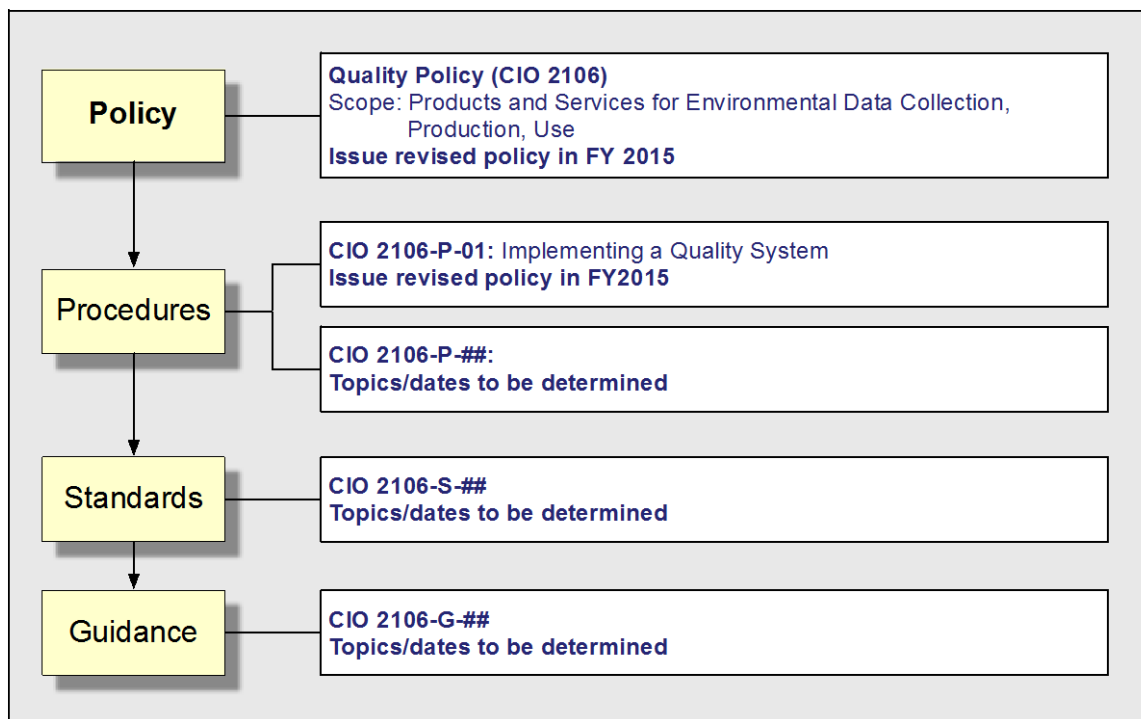 Policy
Quality Policy (CIO 2106)
Scope: Products and Services for Environmental Data Collection,
Production, Use
Issue revised policy in FY 2015
Procedures
CIO 2106-P-01: Implementing a Quality System
Issue revised policy in FY2015
CIO 2106-P-##:
Topics/dates to be determined
Standards
CIO 2106-S-##
Topics/dates to be determined
Guidance
CIO 2106-G-##
Topics/dates to be determined